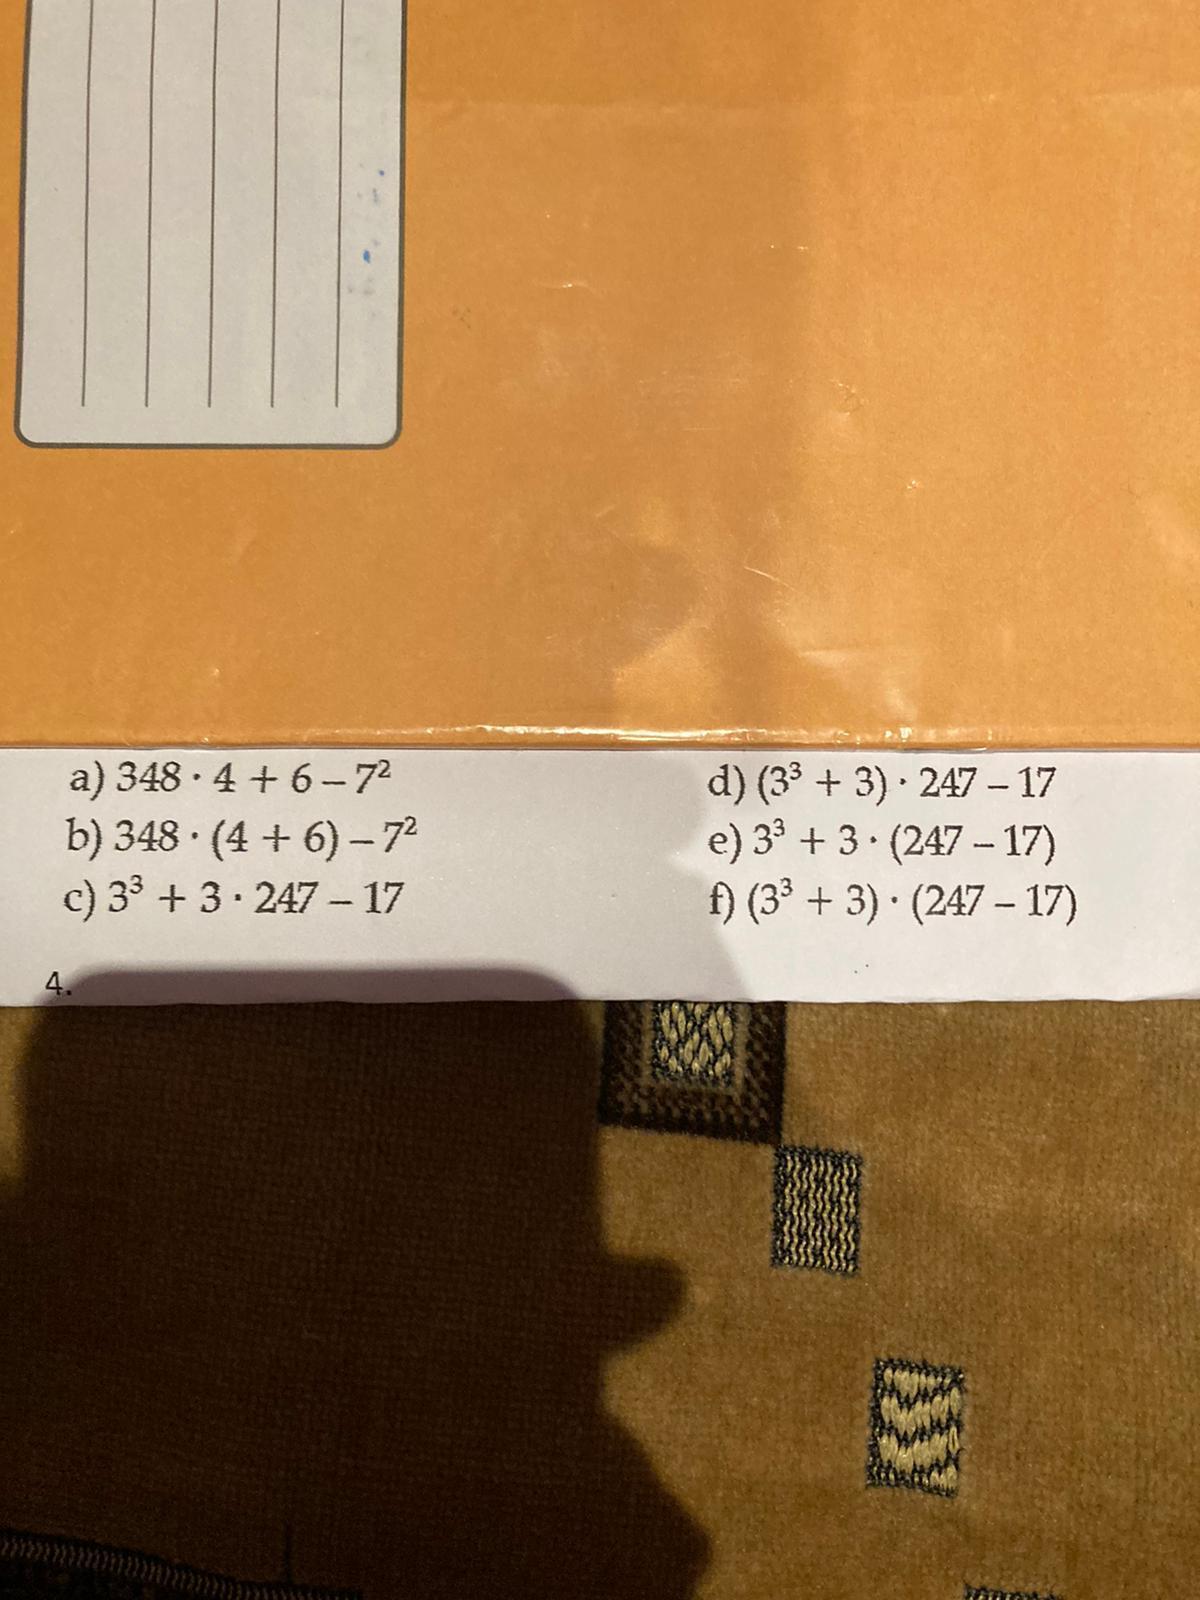 a) 348 · 4 + 6 – 7²
b) 348 · (4 + 6) – 7²
c) 3³ + 3 · 247 – 17
d) (3³ + 3) · 247 – 17
e) 3³ + 3 · (247 – 17)
f) (3³ + 3) · (247 – 17)
4.